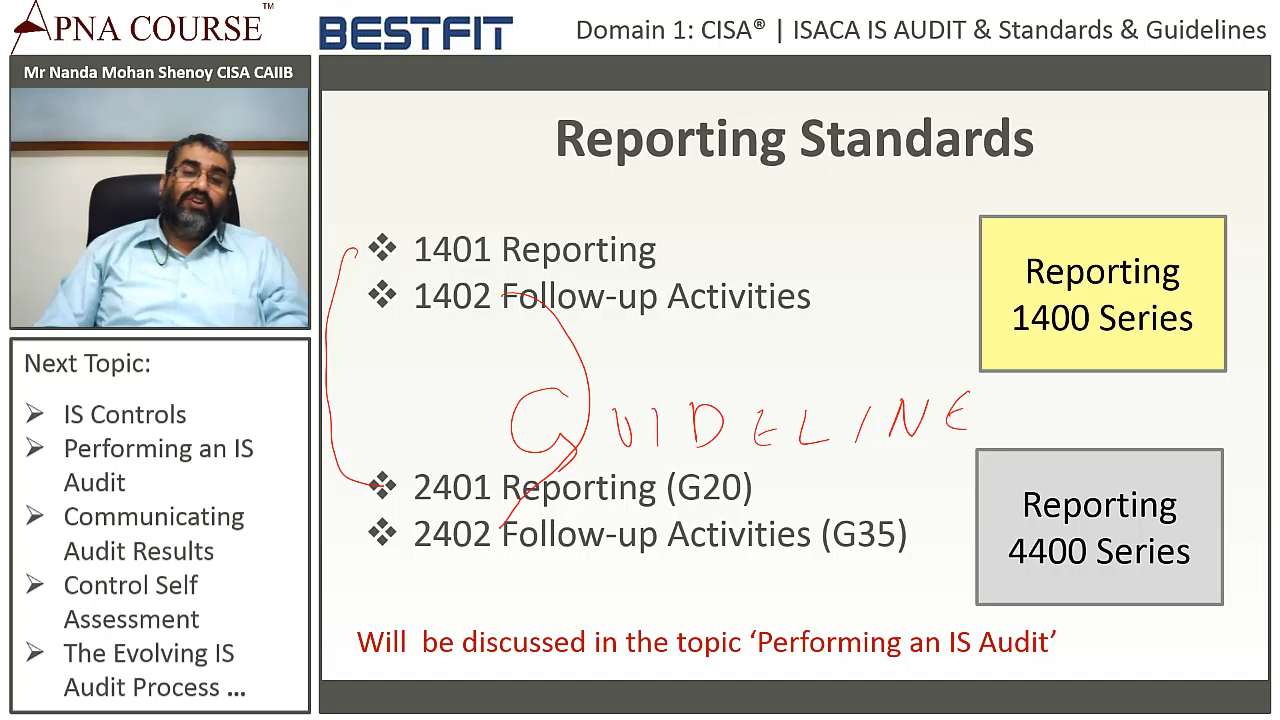 APNA COURSE™
BESTFIT
Domain 1: CISA® | ISACA IS AUDIT & Standards & Guidelines
Mr Nanda Mohan Shenoy CISA CAIIB
Reporting Standards
❖ 1401 Reporting
❖ 1402 Follow-up Activities
Reporting
1400 Series
GUIDELINE
❖ 2401 Reporting (G20)
❖ 2402 Follow-up Activities (G35)
Reporting
4400 Series
Will be discussed in the topic ‘Performing an IS Audit’
Next Topic:
➢ IS Controls
➢ Performing an IS
Audit
➢ Communicating
Audit Results
➢ Control Self
Assessment
➢ The Evolving IS
Audit Process ...